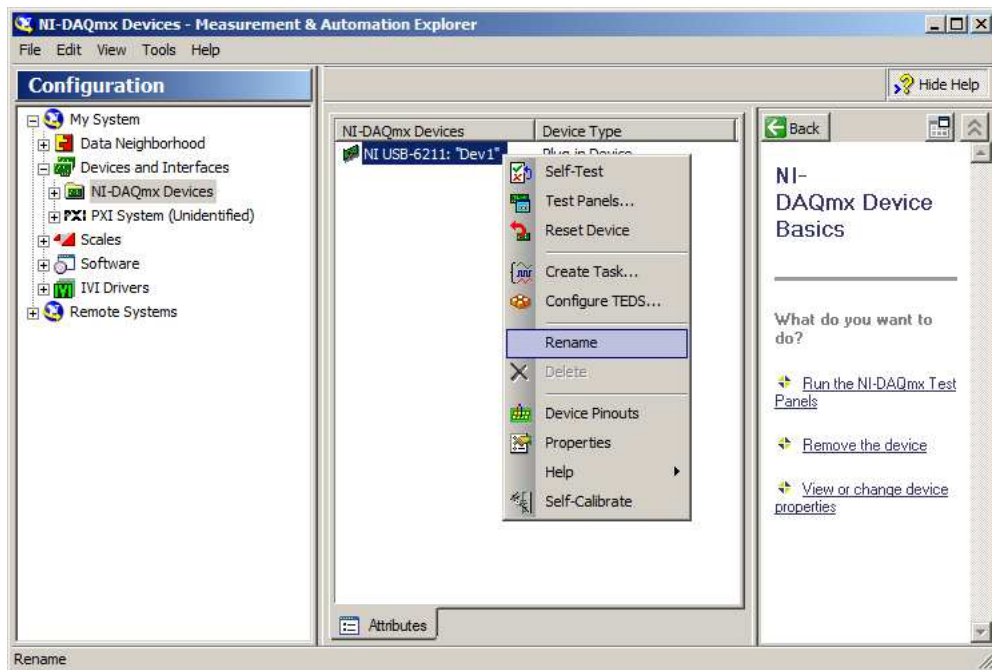 NI-DAQmx Devices - Measurement & Automation Explorer
File Edit View Tools Help
Configuration
Hide Help
My System
Data Neighborhood
Devices and Interfaces
NI-DAQmx Devices
PXI PXI System (Unidentified)
Scales
Software
IVI Drivers
Remote Systems
NI-DAQmx Devices Device Type
NI USB-6211: "Dev1" Plug-in Device
Self-Test
Test Panels...
Reset Device
Create Task...
Configure TEDS...
Rename
Delete
Device Pinouts
Properties
Help
Self-Calibrate
Attributes
Back
NI-
DAQmx Device
Basics
What do you want to
do?
Run the NI-DAQmx Test
Panels
Remove the device
View or change device
properties
Rename